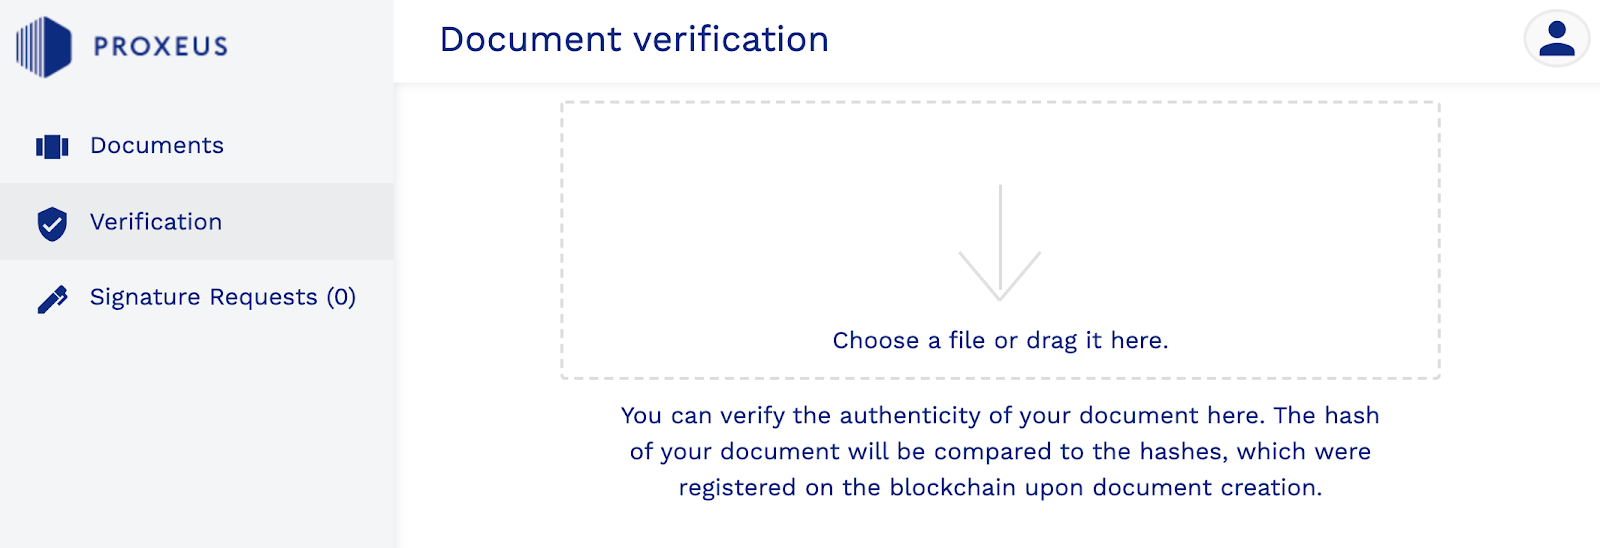 PROXEUS
Document verification
Documents
Verification
Signature Requests (0)
Choose a file or drag it here.
You can verify the authenticity of your document here. The hash
of your document will be compared to the hashes, which were
registered on the blockchain upon document creation.